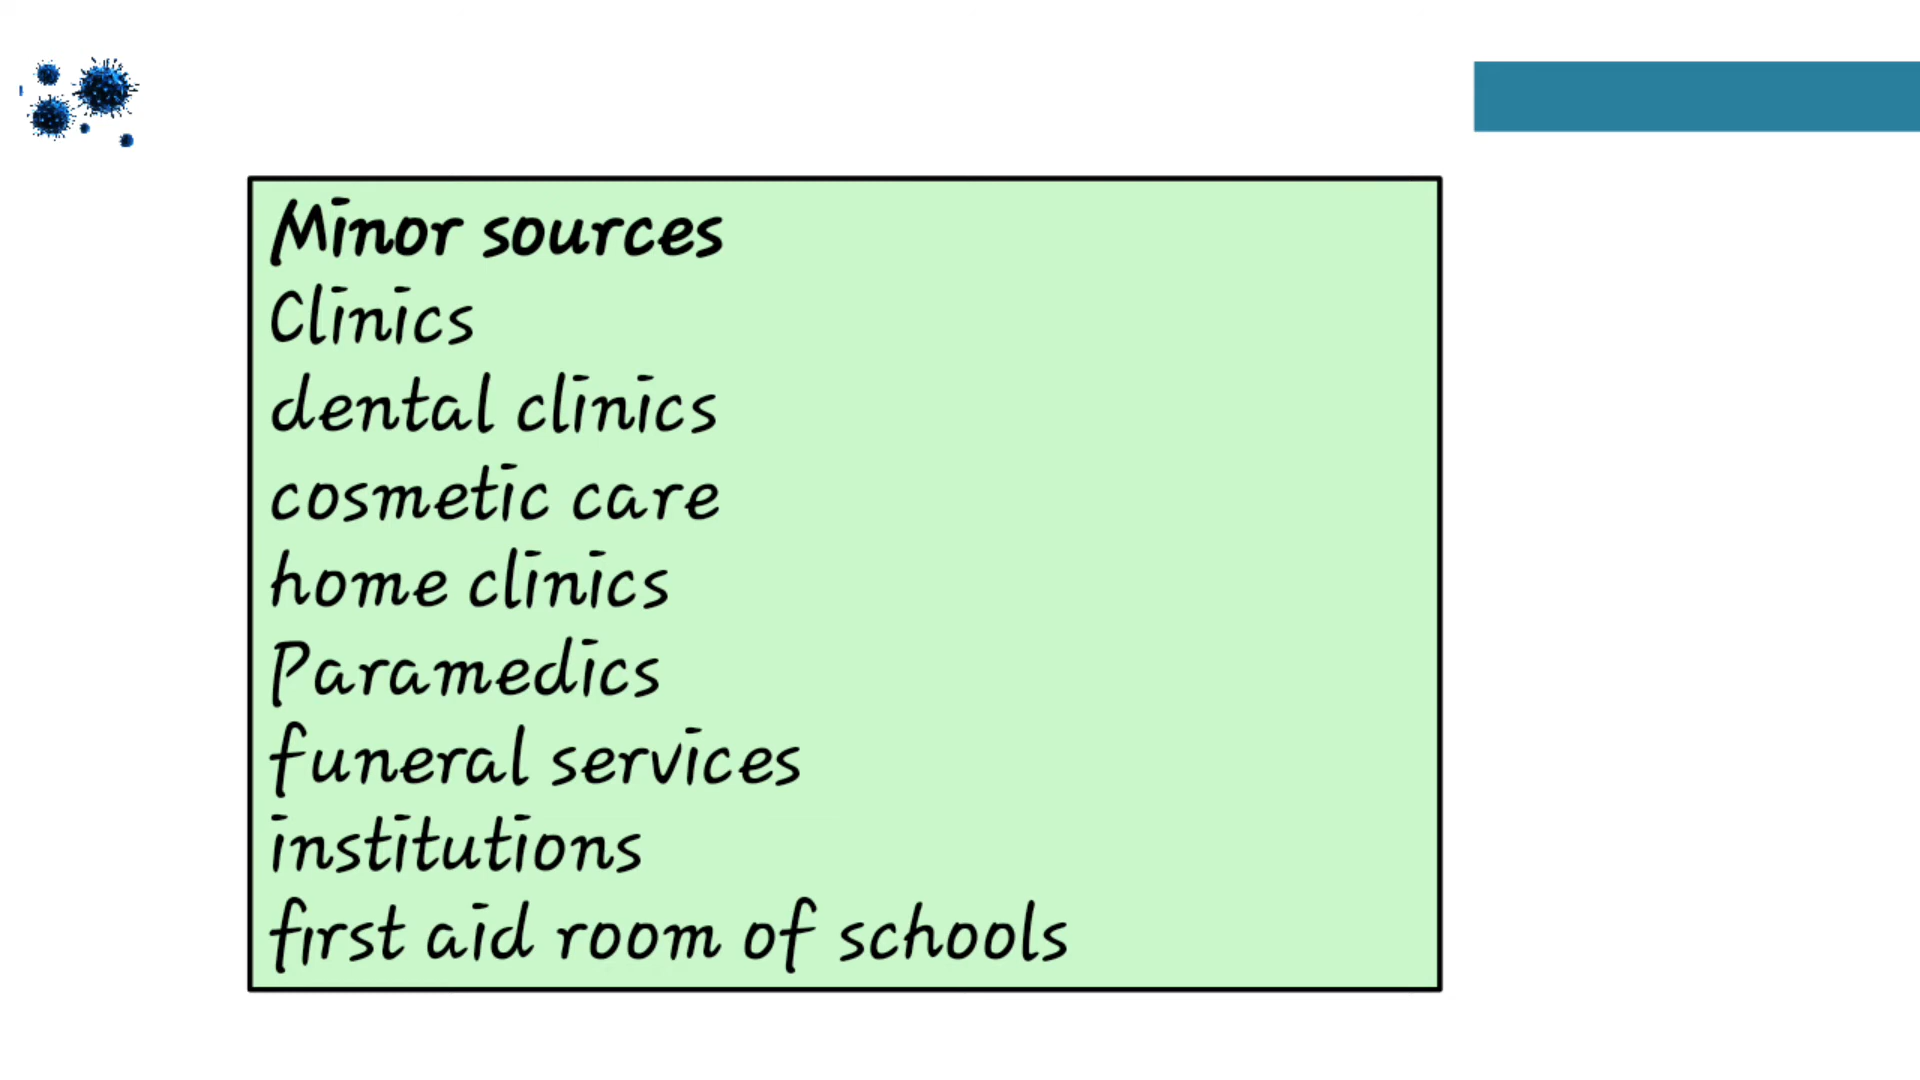 Minor sources
Clinics
dental clinics
cosmetic care
home clinics
Paramedics
funeral services
institutions
first aid room of schools